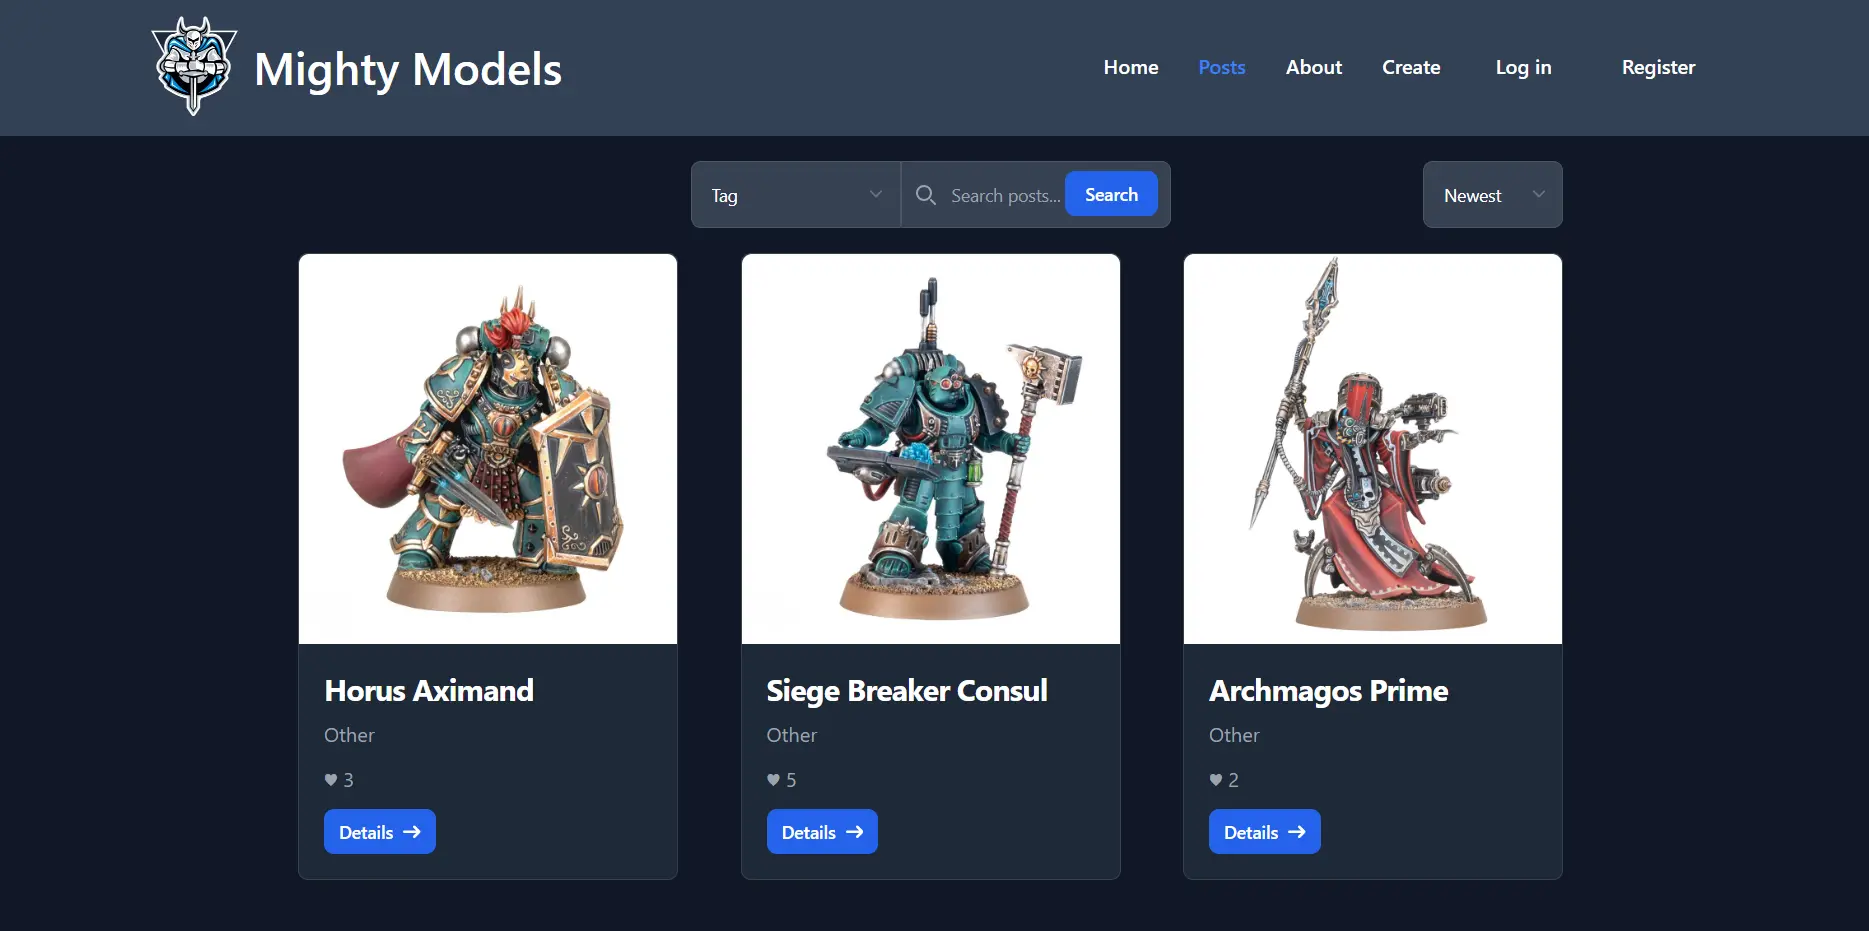 Mighty Models
Home Posts About Create Log in Register
Tag Search posts... Search Newest
Horus Aximand
Other
3
Details
Siege Breaker Consul
Other
5
Details
Archmagos Prime
Other
2
Details